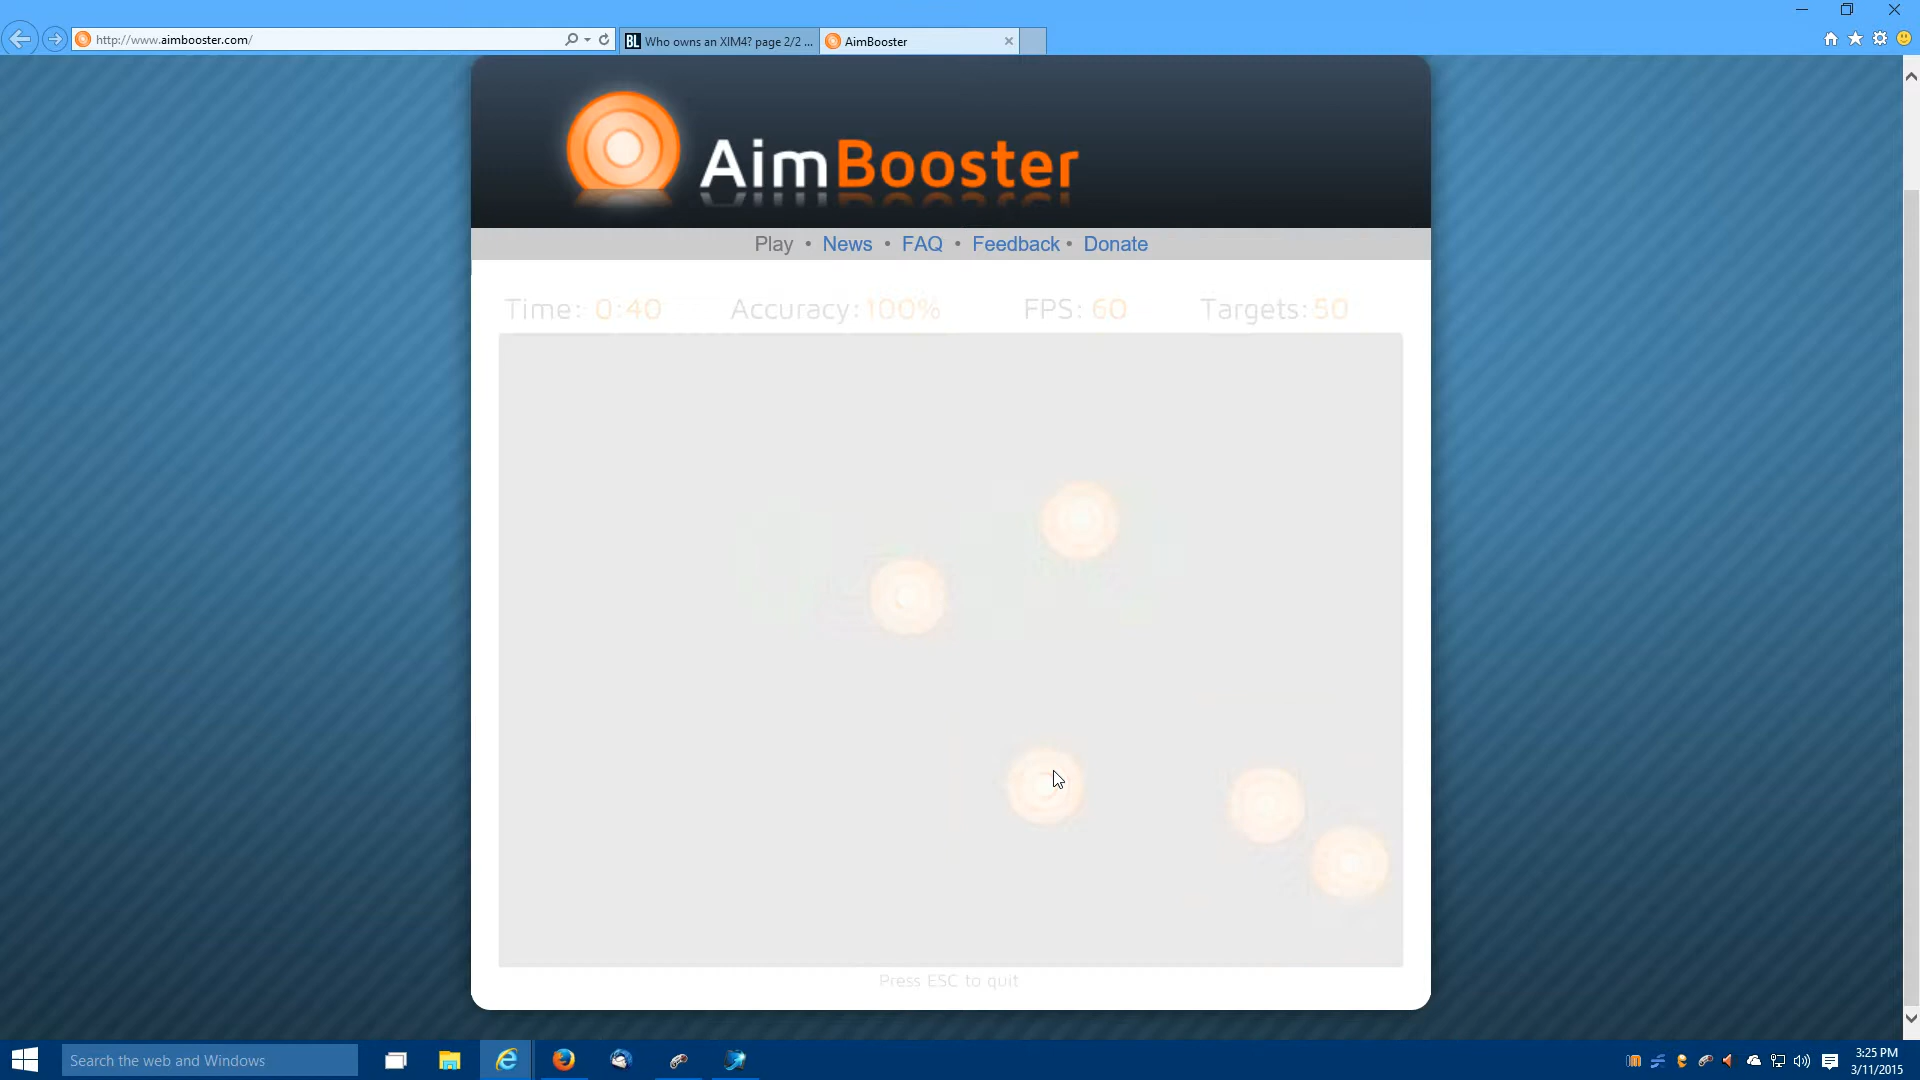 http://www.aimbooster.com/
BL Who owns an XIM4? page 2/2 ...
AimBooster
AimBooster
Play • News • FAQ • Feedback • Donate
Time: 0:40 Accuracy: 100% FPS: 60 Targets: 50
Press ESC to quit
Search the web and Windows
3:25 PM
3/11/2015